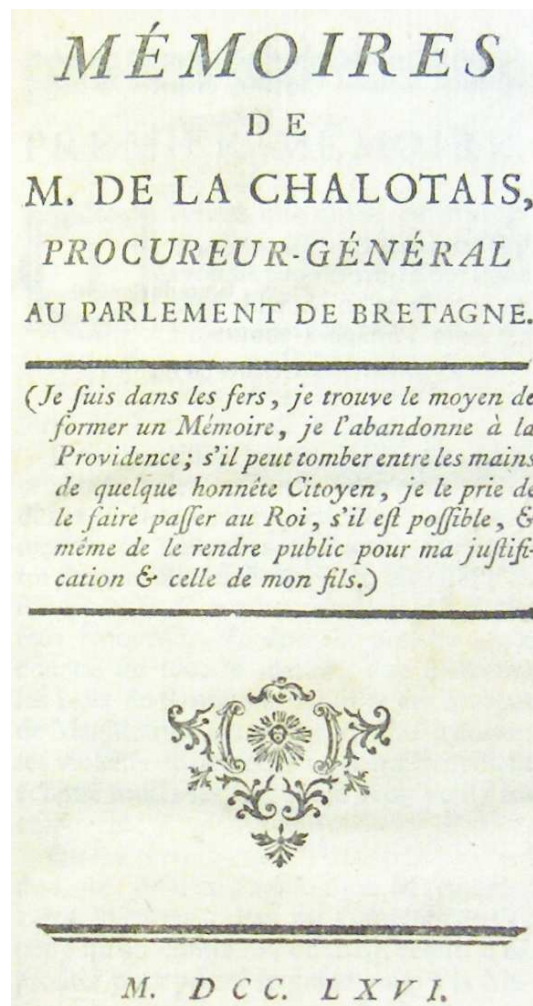 MÉMOIRES
DE
M. DE LA CHALOTAIS,
PROCUREUR-GÉNÉRAL
AU PARLEMENT DE BRETAGNE.
(Je ſuis dans les fers, je trouve le moyen de
former un Mémoire, je l'abandonne à la
Providence; s'il peut tomber entre les mains
de quelque honnête Citoyen, je le prie de
le faire paſſer au Roi, s'il eſt poſſible, &
même de le rendre public pour ma juſtifi-
cation & celle de mon fils.)
M. DCC. LXVI.